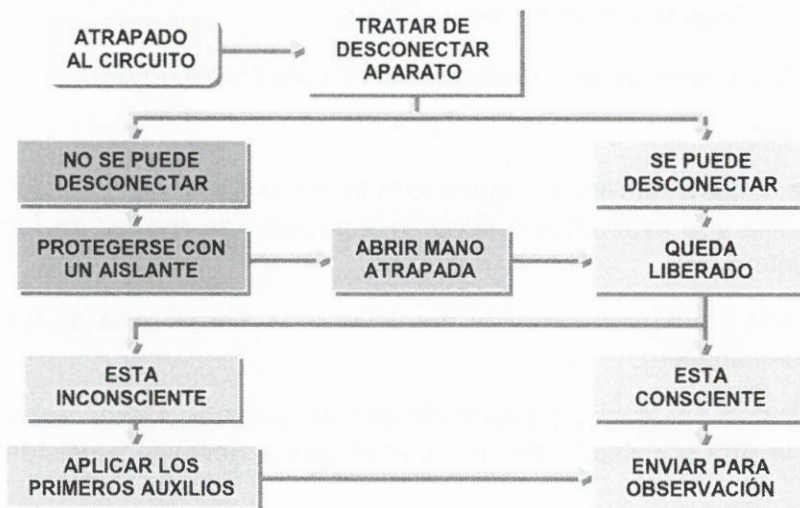 ATRAPADO
AL CIRCUITO
TRATAR DE
DESCONECTAR
APARATO
NO SE PUEDE
DESCONECTAR
SE PUEDE
DESCONECTAR
PROTEGERSE CON
UN AISLANTE
ABRIR MANO
ATRAPADA
QUEDA
LIBERADO
ESTA
INCONSCIENTE
ESTA
CONSCIENTE
APLICAR LOS
PRIMEROS AUXILIOS
ENVIAR PARA
OBSERVACIÓN